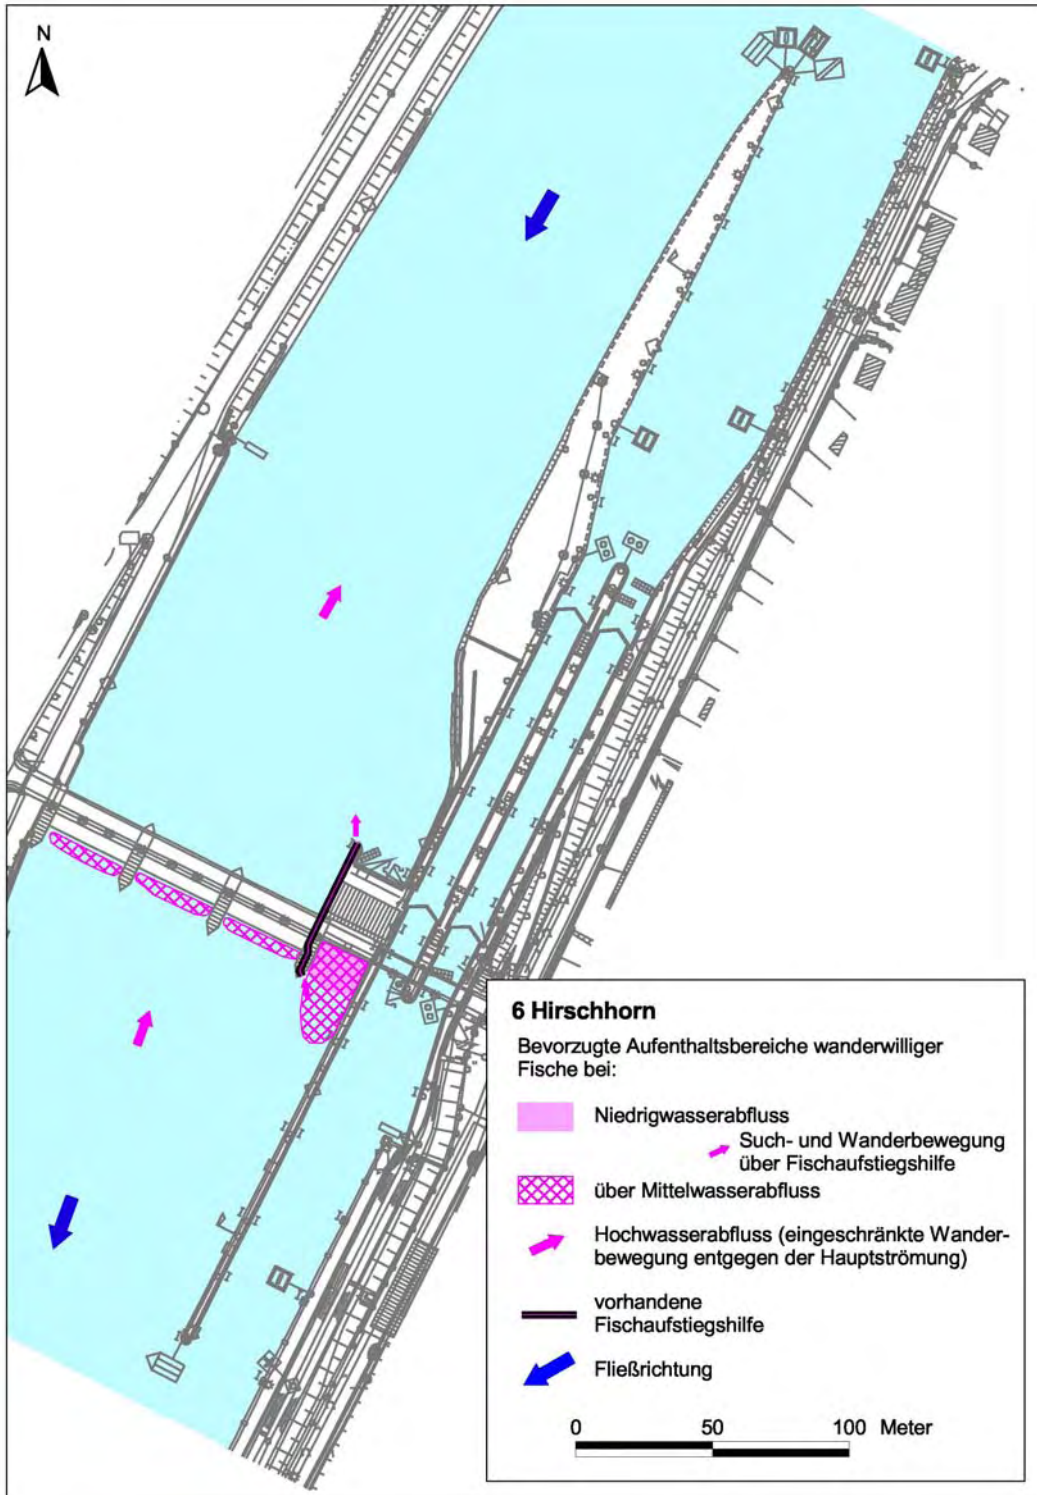 N
6 Hirschhorn
Bevorzugte Aufenthaltsbereiche wanderwilliger
Fische bei:
Niedrigwasserabfluss
Such- und Wanderbewegung
über Fischaufstiegshilfe
über Mittelwasserabfluss
Hochwasserabfluss (eingeschränkte Wander-
bewegung entgegen der Hauptströmung)
vorhandene
Fischaufstiegshilfe
Fließrichtung
0 50 100 Meter